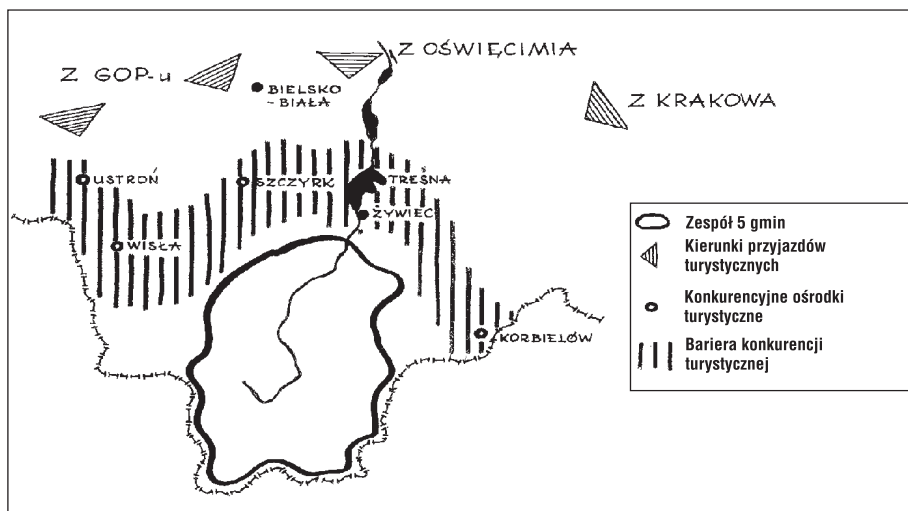 Z OŚWIĘCIMIA
Z GOP-u
BIELSKO
-BIAŁA
Z KRAKOWA
USTROŃ
SZCZYRK
TREŚNA
ŻYWIEC
WISŁA
KORBIELÓW
Zespół 5 gmin
Kierunki przyjazdów
turystycznych
Konkurencyjne ośrodki
turystyczne
Bariera konkurencji
turystycznej